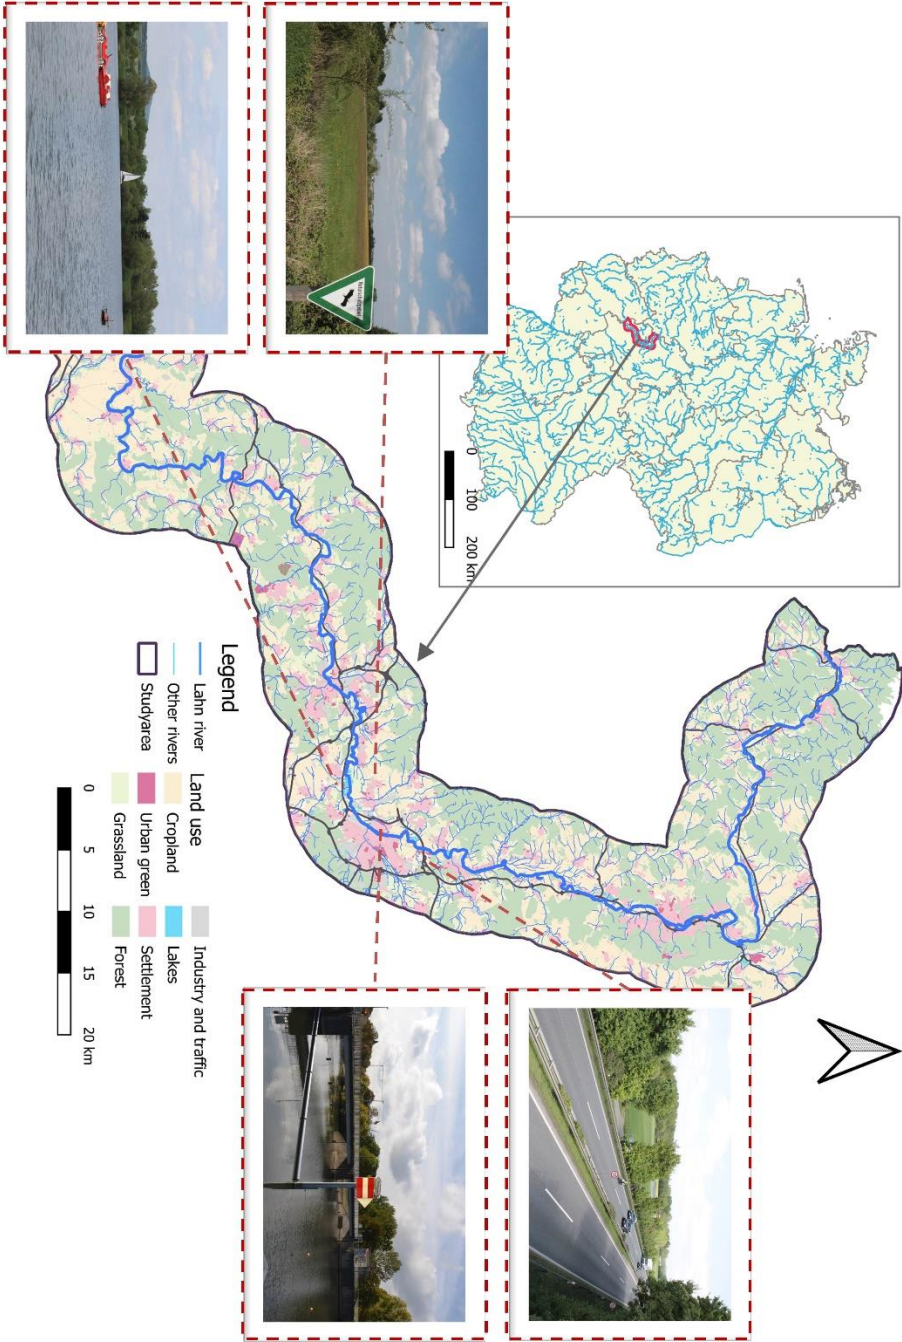 0
100
200 km
Legend
Lahn river
Other rivers
Studyarea
Land use
Cropland
Urban green
Grassland
Industry and traffic
Lakes
Settlement
Forest
0
5
10
15
20 km